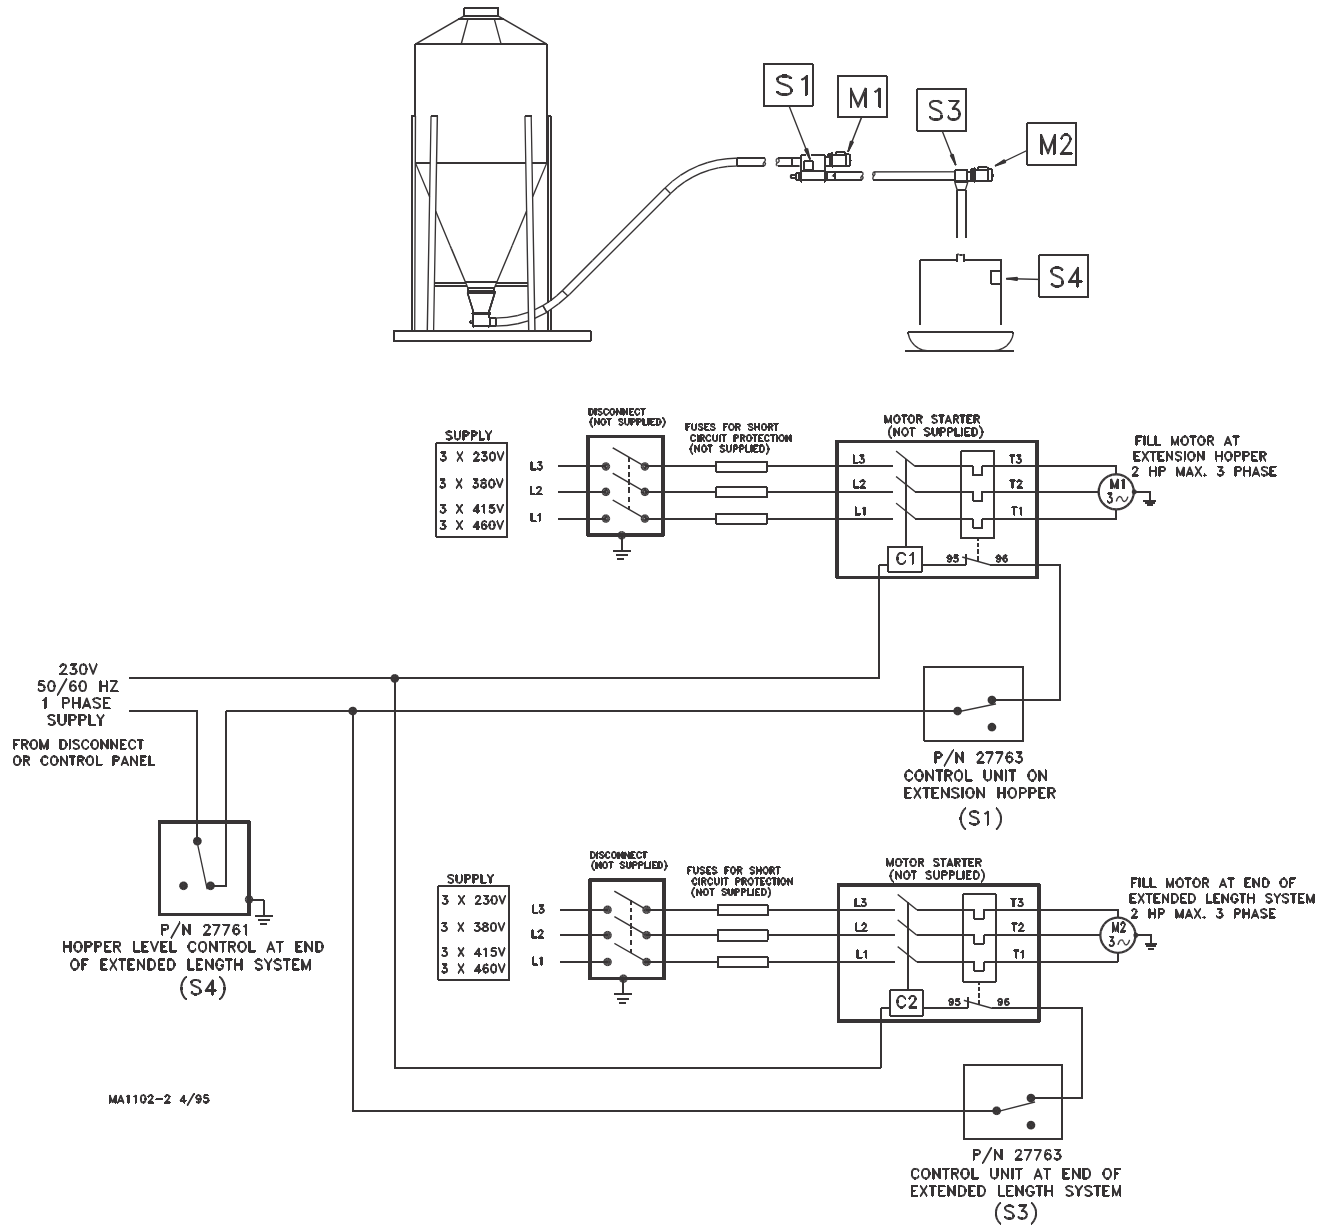 S1
M1
S3
M2
S4
SUPPLY
3 X 230V
3 X 380V
3 X 415V
3 X 460V
L3
L2
L1
DISCONNECT
(NOT SUPPLIED)
FUSES FOR SHORT
CIRCUIT PROTECTION
(NOT SUPPLIED)
MOTOR STARTER
(NOT SUPPLIED)
L3
L2
L1
T3
T2
T1
C1
95
96
FILL MOTOR AT
EXTENSION HOPPER
2 HP MAX. 3 PHASE
M1
3~
230V
50/60 HZ
1 PHASE
SUPPLY
FROM DISCONNECT
OR CONTROL PANEL
P/N 27763
CONTROL UNIT ON
EXTENSION HOPPER
(S1)
P/N 27761
HOPPER LEVEL CONTROL AT END
OF EXTENDED LENGTH SYSTEM
(S4)
SUPPLY
3 X 230V
3 X 380V
3 X 415V
3 X 460V
L3
L2
L1
DISCONNECT
(NOT SUPPLIED)
FUSES FOR SHORT
CIRCUIT PROTECTION
(NOT SUPPLIED)
MOTOR STARTER
(NOT SUPPLIED)
L3
L2
L1
T3
T2
T1
C2
95
96
FILL MOTOR AT END OF
EXTENDED LENGTH SYSTEM
2 HP MAX. 3 PHASE
M2
3~
MA1102-2 4/95
P/N 27763
CONTROL UNIT AT END OF
EXTENDED LENGTH SYSTEM
(S3)